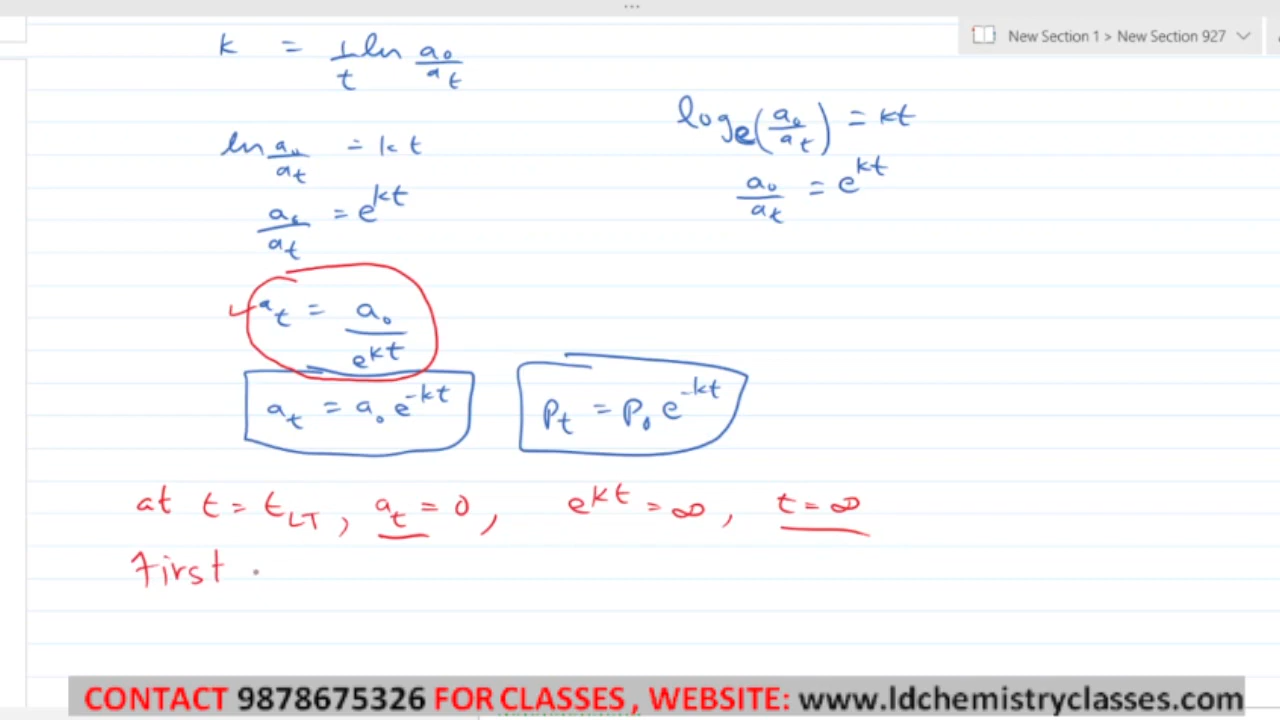 New Section 1 > New Section 927
k = 1/t ln a₀/aₜ
ln a₀/aₜ = kt
a₀/aₜ = e^kt
logₑ(a₀/aₜ) = kt
a₀/aₜ = e^kt
aₜ = a₀/e^kt
aₜ = a₀ e^-kt
Pₜ = P₀ e^-kt
at t = t_LT, aₜ = 0, e^kt = ∞, t = ∞
First
CONTACT 9878675326 FOR CLASSES , WEBSITE: www.ldchemistryclasses.com